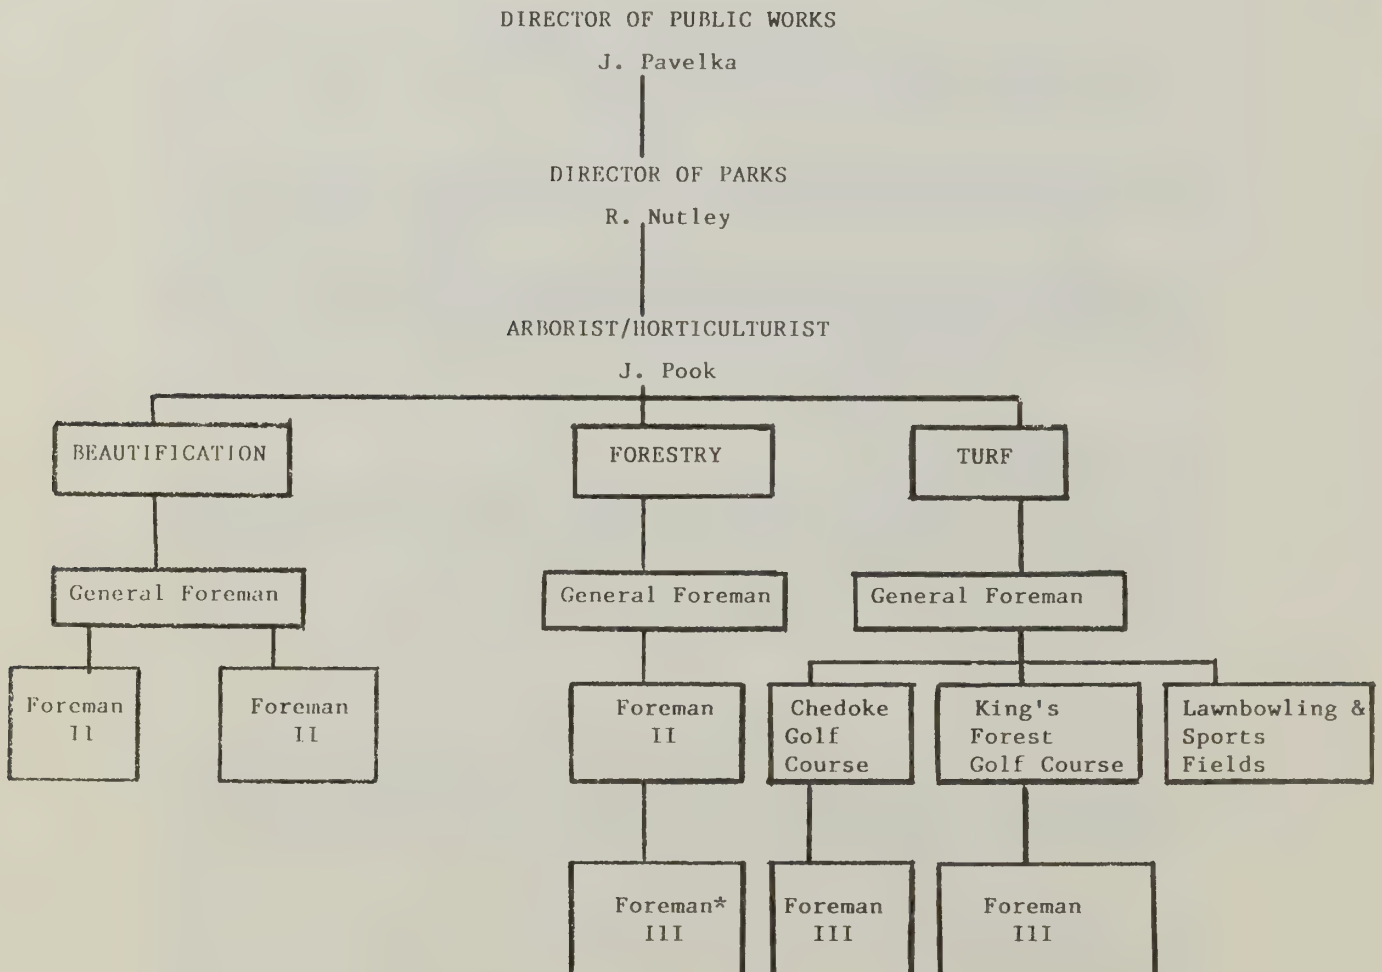 DIRECTOR OF PUBLIC WORKS
J. Pavelka
DIRECTOR OF PARKS
R. Nutley
ARBORIST/HORTICULTURIST
J. Pook
BEAUTIFICATION
FORESTRY
TURF
General Foreman
General Foreman
General Foreman
Foreman
II
Foreman
II
Foreman
II
Chedoke
Golf
Course
King's
Forest
Golf Course
Lawnbowling &
Sports
Fields
Foreman*
III
Foreman
III
Foreman
III